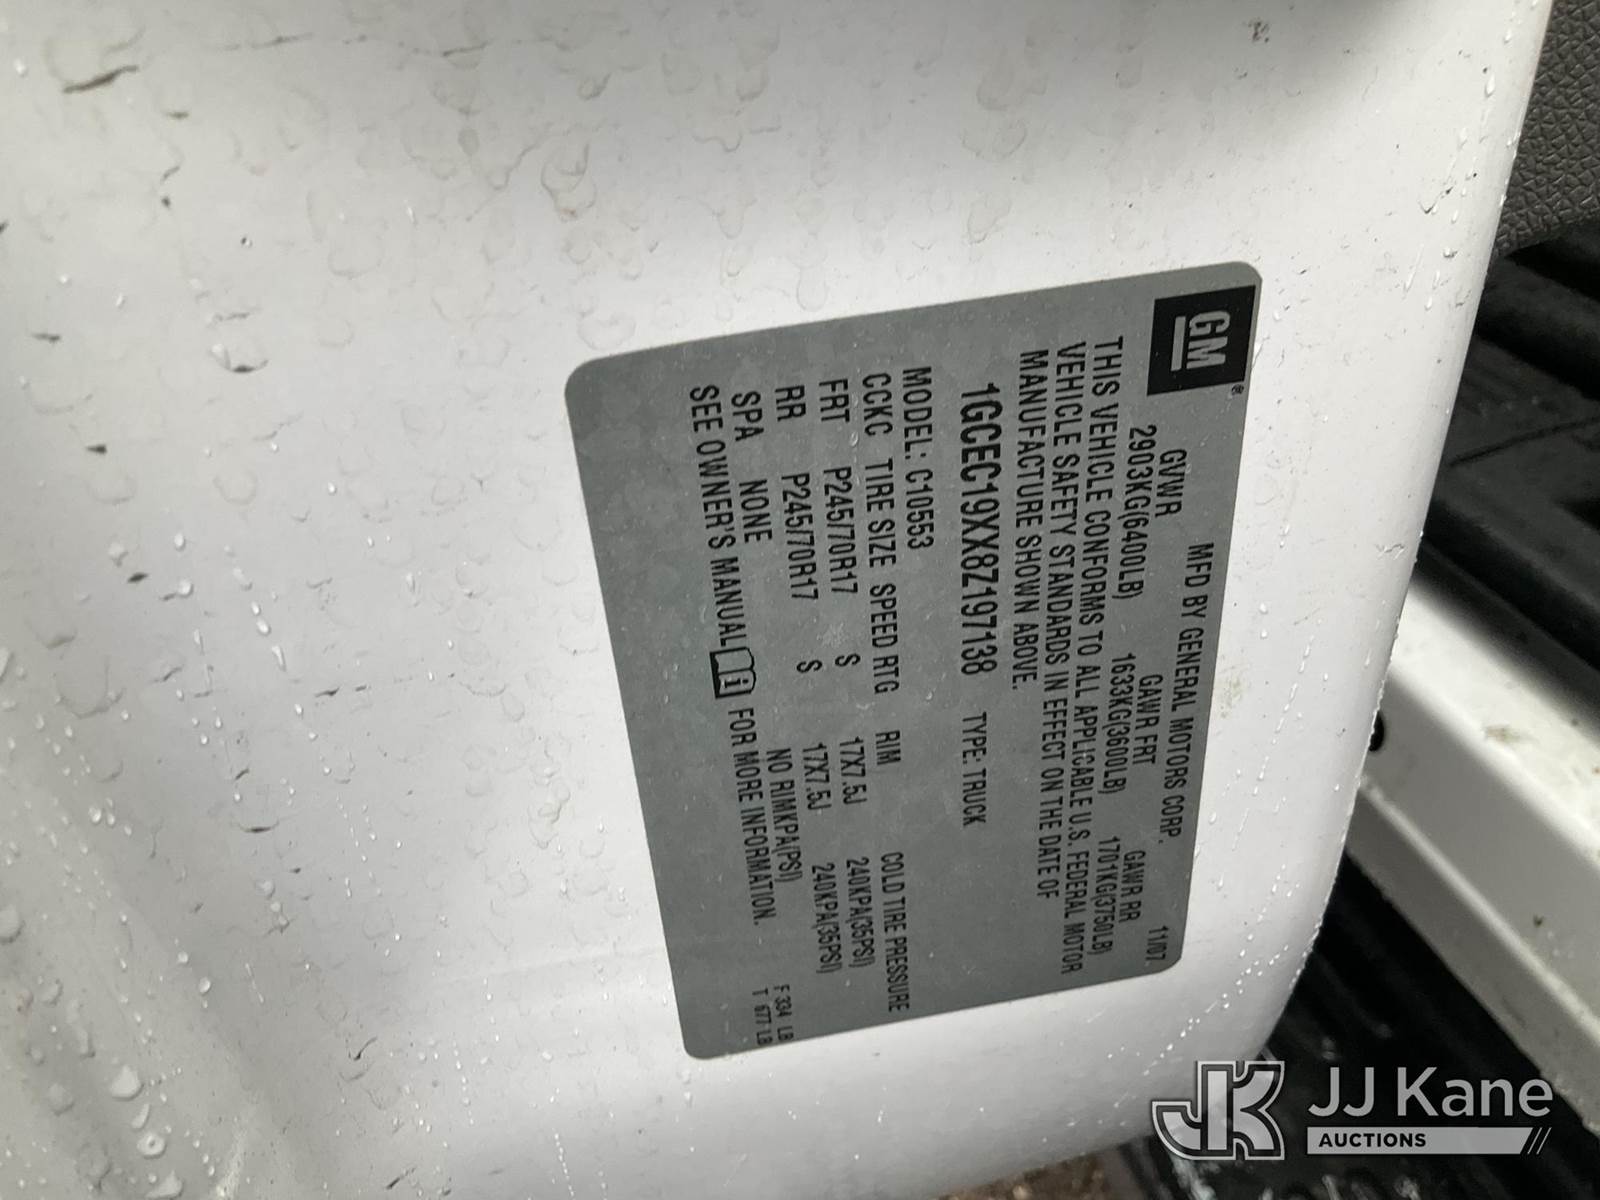 GM®
MFD BY GENERAL MOTORS CORP. 11/07
GVWR GAWR FRT GAWR RR
2903KG(6400LB) 1633KG(3600LB) 1701KG(3750LB)
THIS VEHICLE CONFORMS TO ALL APPLICABLE U.S. FEDERAL MOTOR
VEHICLE SAFETY STANDARDS IN EFFECT ON THE DATE OF
MANUFACTURE SHOWN ABOVE.
1GCEC19XX8Z197138 TYPE: TRUCK
MODEL: C10553
CCKC TIRE SIZE SPEED RTG RIM COLD TIRE PRESSURE
FRT P245/70R17 S 17X7.5J 240KPA(35PSI)
RR P245/70R17 S 17X7.5J 240KPA(35PSI)
SPA NONE NO RIMKPA(PSI) F 334 LB
SEE OWNER'S MANUAL FOR MORE INFORMATION. T 677 LB
JK JJ Kane
AUCTIONS